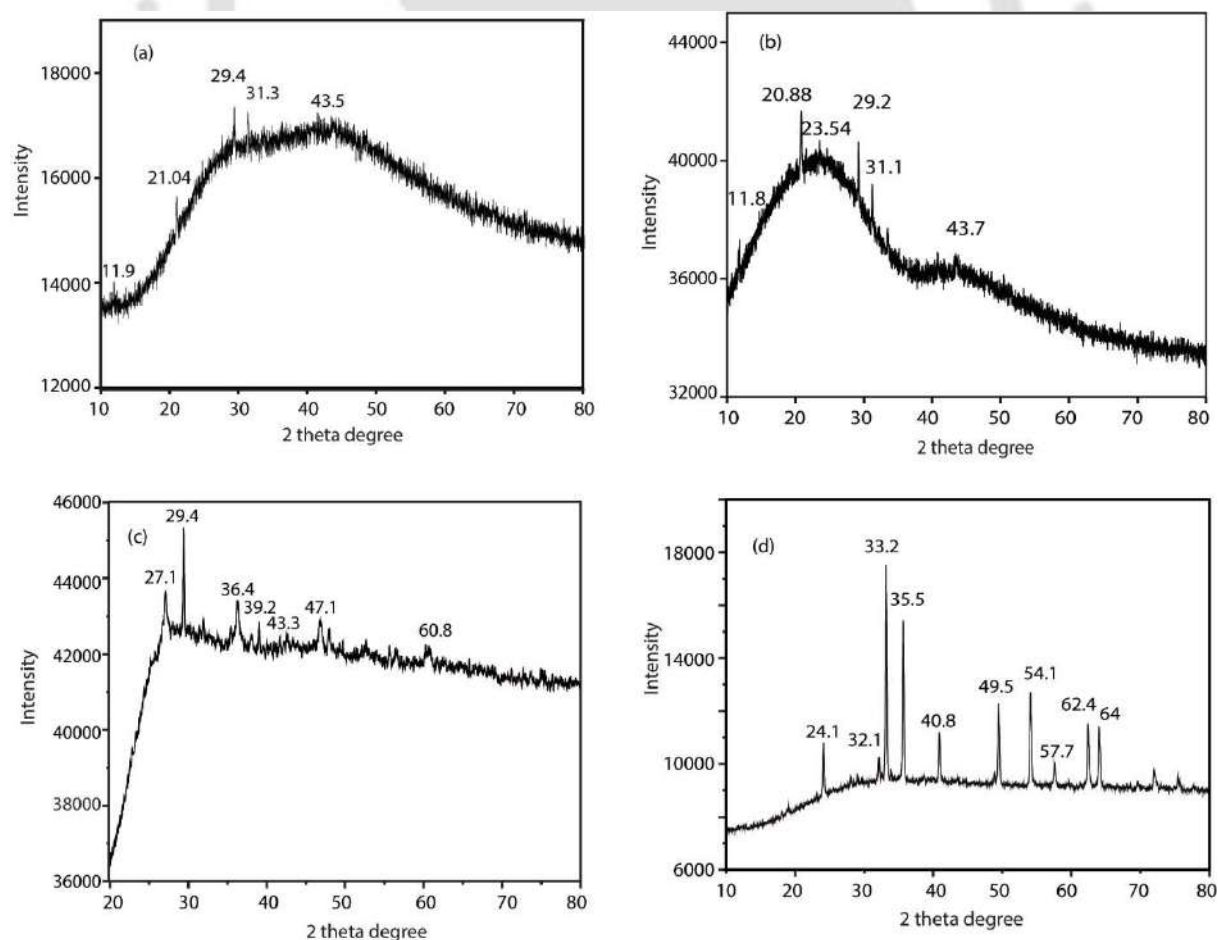 (a)
18000
16000
14000
12000
Intensity
11.9
21.04
29.4
31.3
43.5
10 20 30 40 50 60 70 80
2 theta degree
(b)
44000
40000
36000
32000
Intensity
11.8
20.88
23.54
29.2
31.1
43.7
10 20 30 40 50 60 70 80
2 theta degree
(c)
46000
44000
42000
40000
38000
36000
Intensity
27.1
29.4
36.4
39.2
43.3
47.1
60.8
20 30 40 50 60 70 80
2 theta degree
(d)
18000
14000
10000
6000
Intensity
24.1
32.1
33.2
35.5
40.8
49.5
54.1
57.7
62.4
64
10 20 30 40 50 60 70 80
2 theta degree